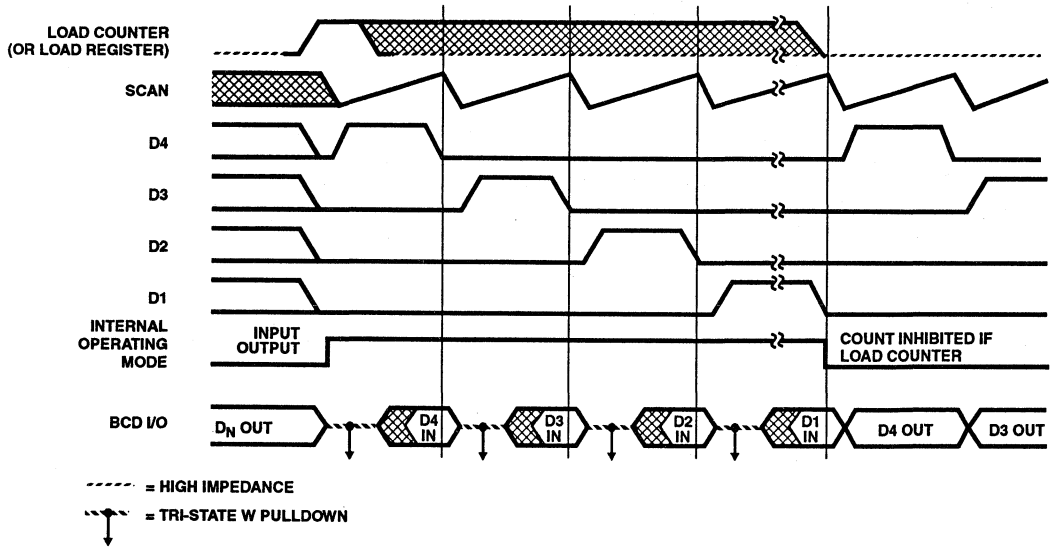 LOAD COUNTER
(OR LOAD REGISTER)
SCAN
D4
D3
D2
D1
INTERNAL
OPERATING
MODE
INPUT
OUTPUT
COUNT INHIBITED IF
LOAD COUNTER
BCD I/O
DN OUT
D4
IN
D3
IN
D2
IN
D1
IN
D4 OUT
D3 OUT
= HIGH IMPEDANCE
= TRI-STATE W PULLDOWN